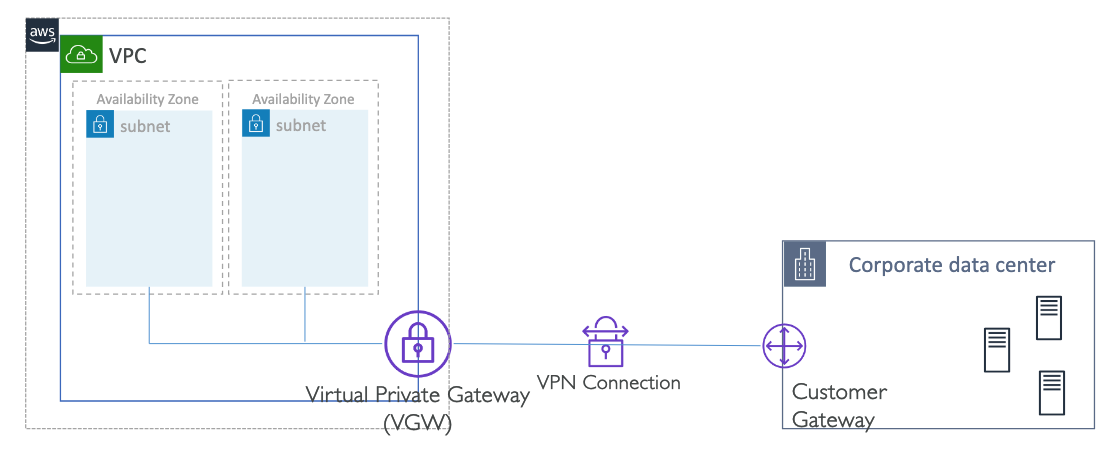 aws
VPC
Availability Zone
subnet
Availability Zone
subnet
Corporate data center
Virtual Private Gateway
(VGW)
VPN Connection
Customer
Gateway